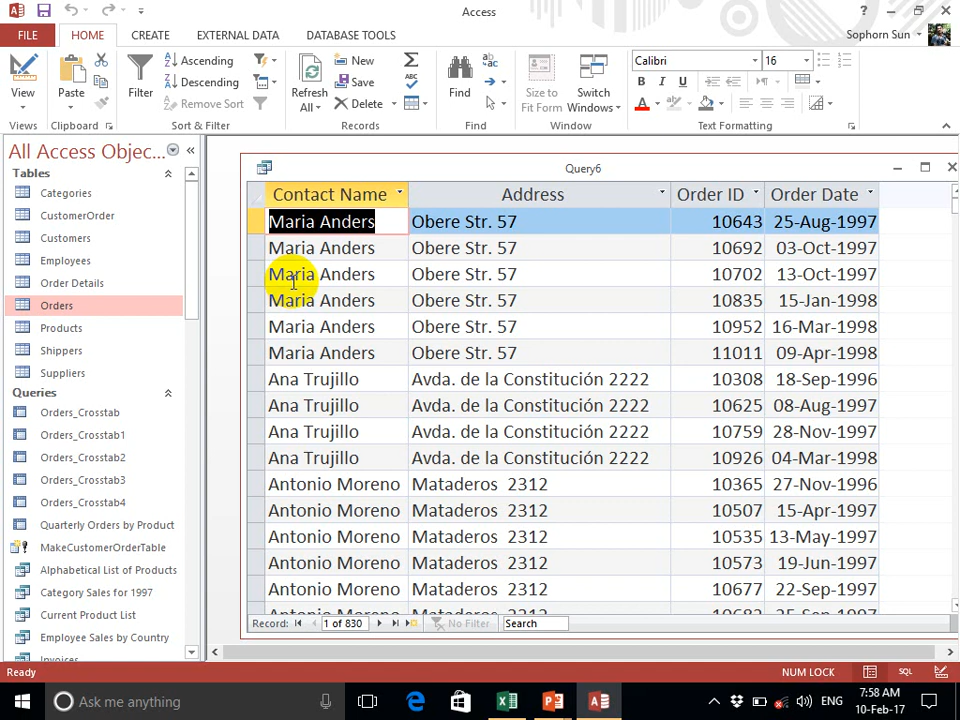 Access
FILE HOME CREATE EXTERNAL DATA DATABASE TOOLS Sophorn Sun
View Paste Filter Ascending Descending Remove Sort Refresh All New Save Delete Find Size to Fit Form Switch Windows Calibri 16 B I U A
Views Clipboard Sort & Filter Records Find Window Text Formatting
All Access Objec...
Tables
Categories
CustomerOrder
Customers
Employees
Order Details
Orders
Products
Shippers
Suppliers
Queries
Orders_Crosstab
Orders_Crosstab1
Orders_Crosstab2
Orders_Crosstab3
Orders_Crosstab4
Quarterly Orders by Product
MakeCustomerOrderTable
Alphabetical List of Products
Category Sales for 1997
Current Product List
Employee Sales by Country
Invoices
Query6
Contact Name Address Order ID Order Date
Maria Anders Obere Str. 57 10643 25-Aug-1997
Maria Anders Obere Str. 57 10692 03-Oct-1997
Maria Anders Obere Str. 57 10702 13-Oct-1997
Maria Anders Obere Str. 57 10835 15-Jan-1998
Maria Anders Obere Str. 57 10952 16-Mar-1998
Maria Anders Obere Str. 57 11011 09-Apr-1998
Ana Trujillo Avda. de la Constitución 2222 10308 18-Sep-1996
Ana Trujillo Avda. de la Constitución 2222 10625 08-Aug-1997
Ana Trujillo Avda. de la Constitución 2222 10759 28-Nov-1997
Ana Trujillo Avda. de la Constitución 2222 10926 04-Mar-1998
Antonio Moreno Mataderos 2312 10365 27-Nov-1996
Antonio Moreno Mataderos 2312 10507 15-Apr-1997
Antonio Moreno Mataderos 2312 10535 13-May-1997
Antonio Moreno Mataderos 2312 10573 19-Jun-1997
Antonio Moreno Mataderos 2312 10677 22-Sep-1997
Antonio Moreno Mataderos 2312 10682 25-Sep-1997
Record: 1 of 830 No Filter Search
Ready NUM LOCK SQL
Ask me anything ENG 7:58 AM
10-Feb-17